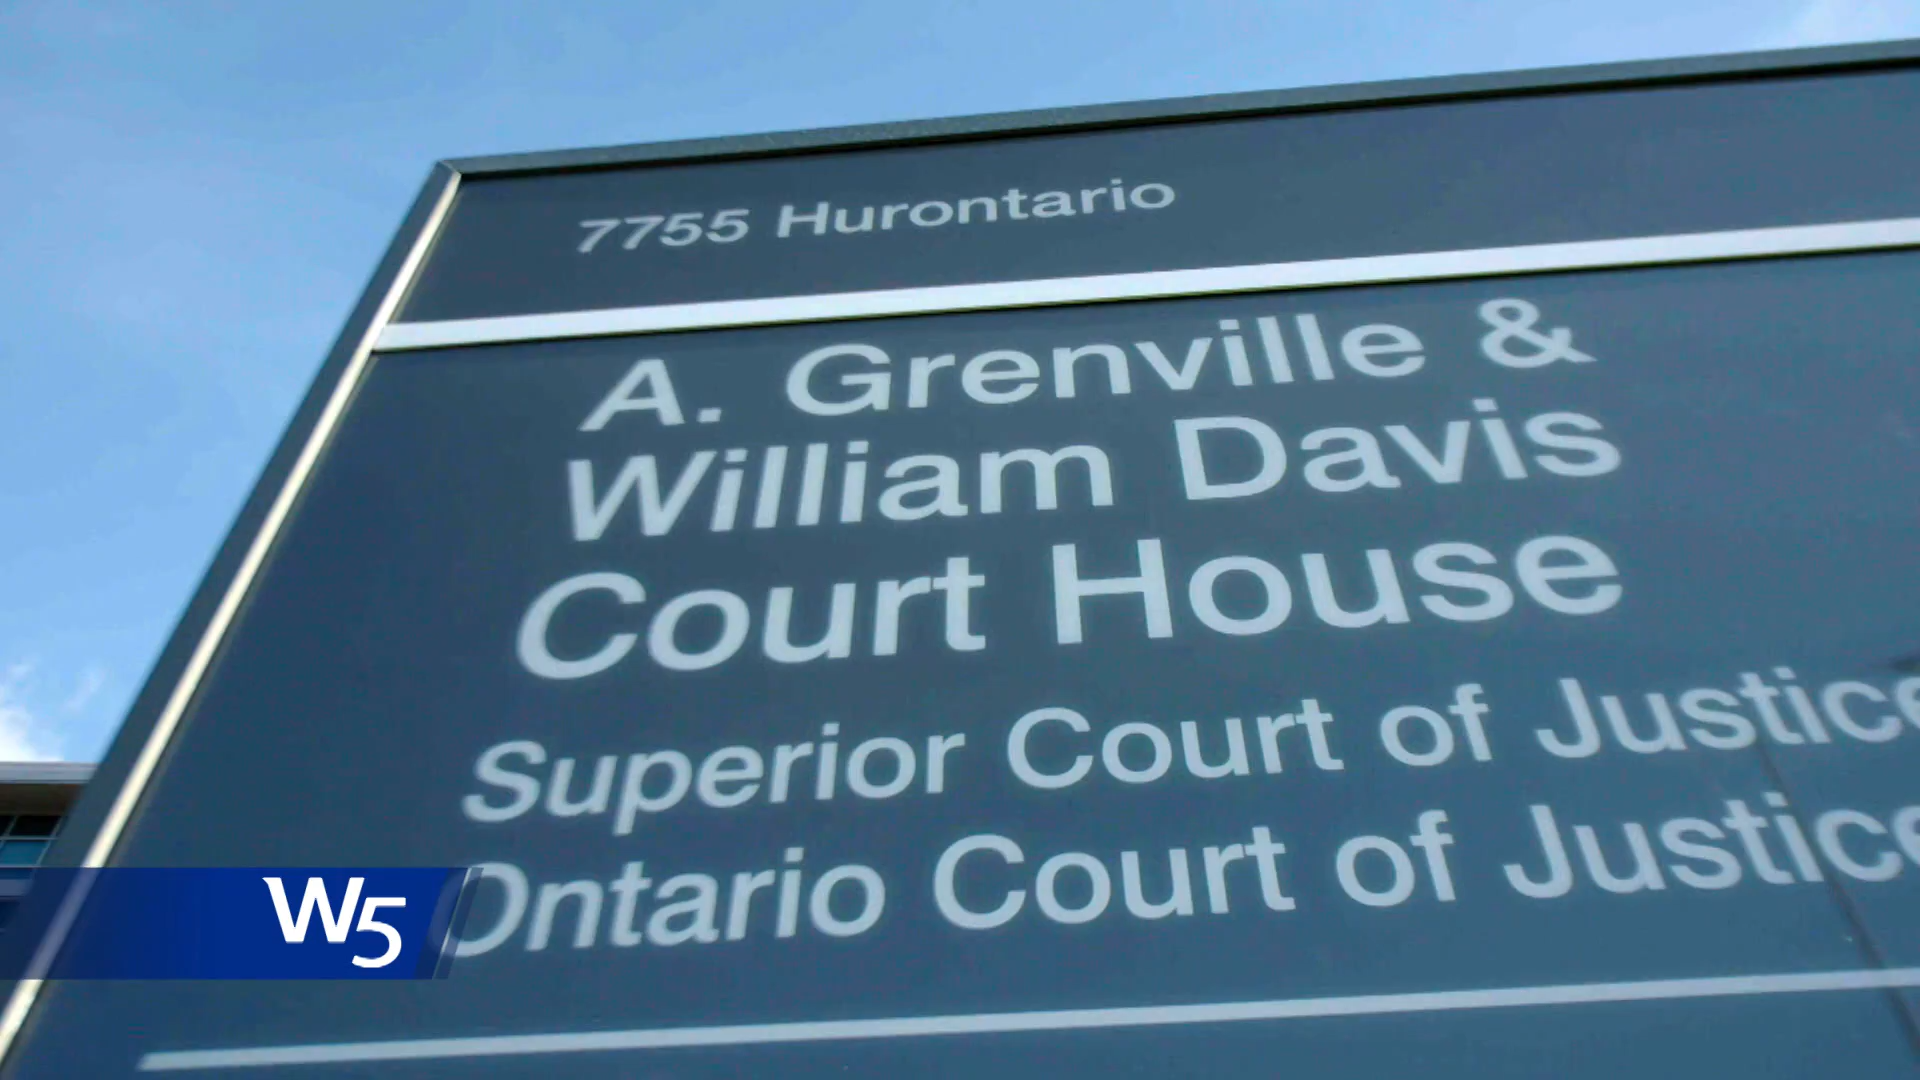 7755 Hurontario
A. Grenville &
William Davis
Court House
Superior Court of Justice
Ontario Court of Justice
W5